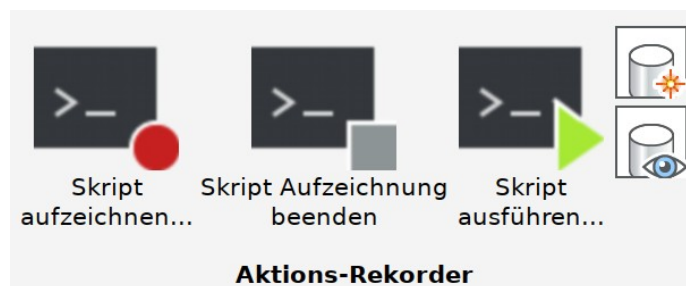 >_
>_
>_
Skript
aufzeichnen...
Skript Aufzeichnung
beenden
Skript
ausführen...
Aktions-Rekorder